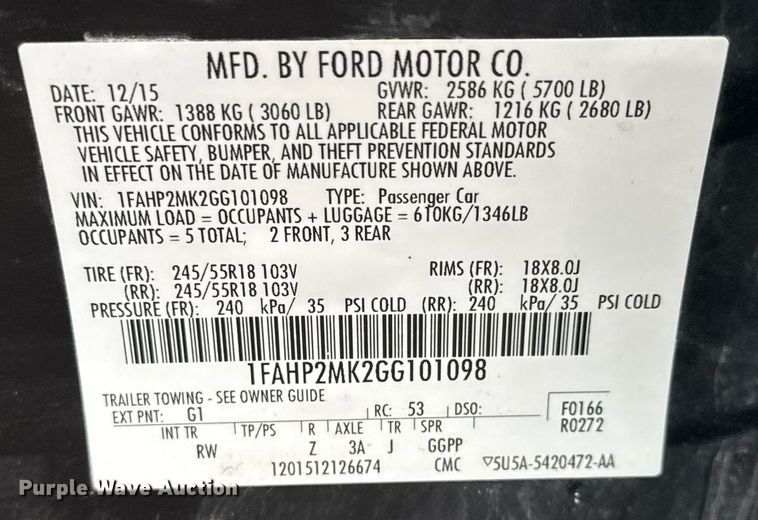 MFD. BY FORD MOTOR CO.
DATE: 12/15 GVWR: 2586 KG ( 5700 LB)
FRONT GAWR: 1388 KG ( 3060 LB) REAR GAWR: 1216 KG ( 2680 LB)
THIS VEHICLE CONFORMS TO ALL APPLICABLE FEDERAL MOTOR
VEHICLE SAFETY, BUMPER, AND THEFT PREVENTION STANDARDS
IN EFFECT ON THE DATE OF MANUFACTURE SHOWN ABOVE.
VIN: 1FAHP2MK2GG101098 TYPE: Passenger Car
MAXIMUM LOAD = OCCUPANTS + LUGGAGE = 610KG/1346LB
OCCUPANTS = 5 TOTAL; 2 FRONT, 3 REAR
TIRE (FR): 245/55R18 103V RIMS (FR): 18X8.0J
(RR): 245/55R18 103V (RR): 18X8.0J
PRESSURE (FR): 240 kPa/ 35 PSI COLD (RR): 240 kPa/ 35 PSI COLD
1FAHP2MK2GG101098
TRAILER TOWING - SEE OWNER GUIDE
EXT PNT: G1 RC: 53 DSO: F0166
R0272
INT TR TP/PS R AXLE TR SPR
RW Z 3A J GGPP
1201512126674 CMC ▽5U5A-5420472-AA
Purple Wave Auction